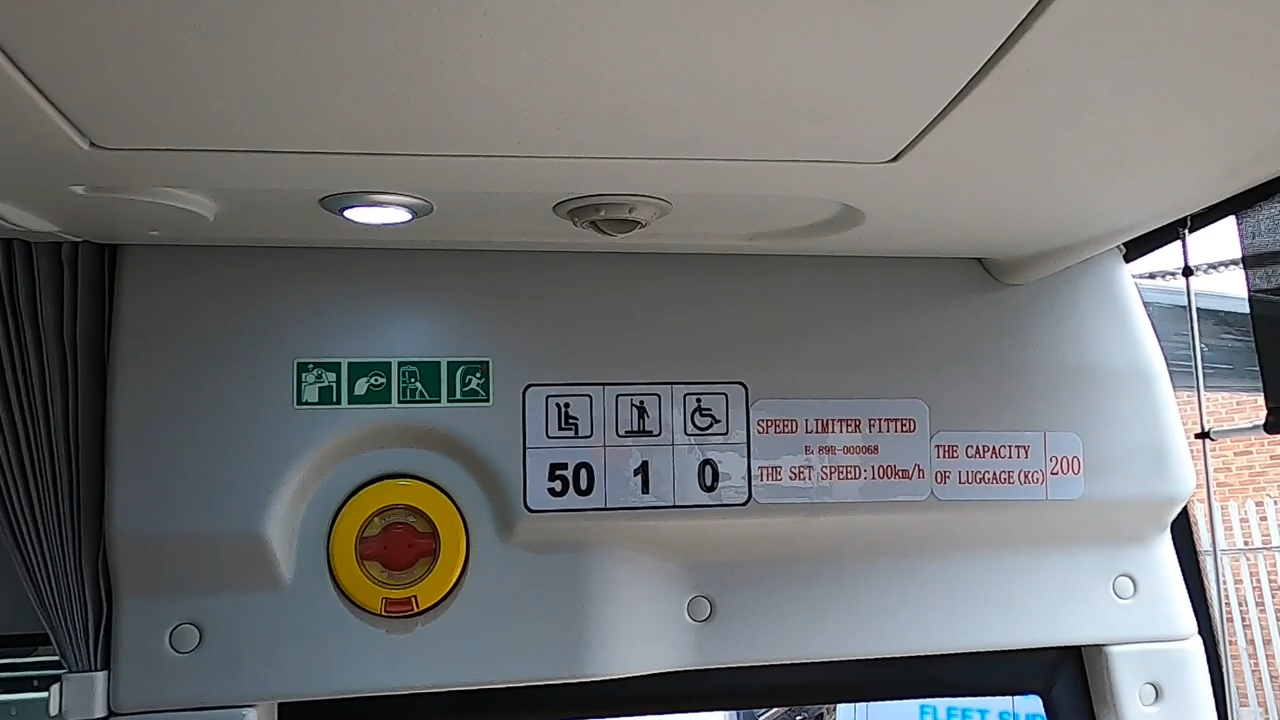 50 1 0
SPEED LIMITER FITTED
E4 89R-000068
THE SET SPEED:100km/h
THE CAPACITY
OF LUGGAGE(KG) 200
FLEET